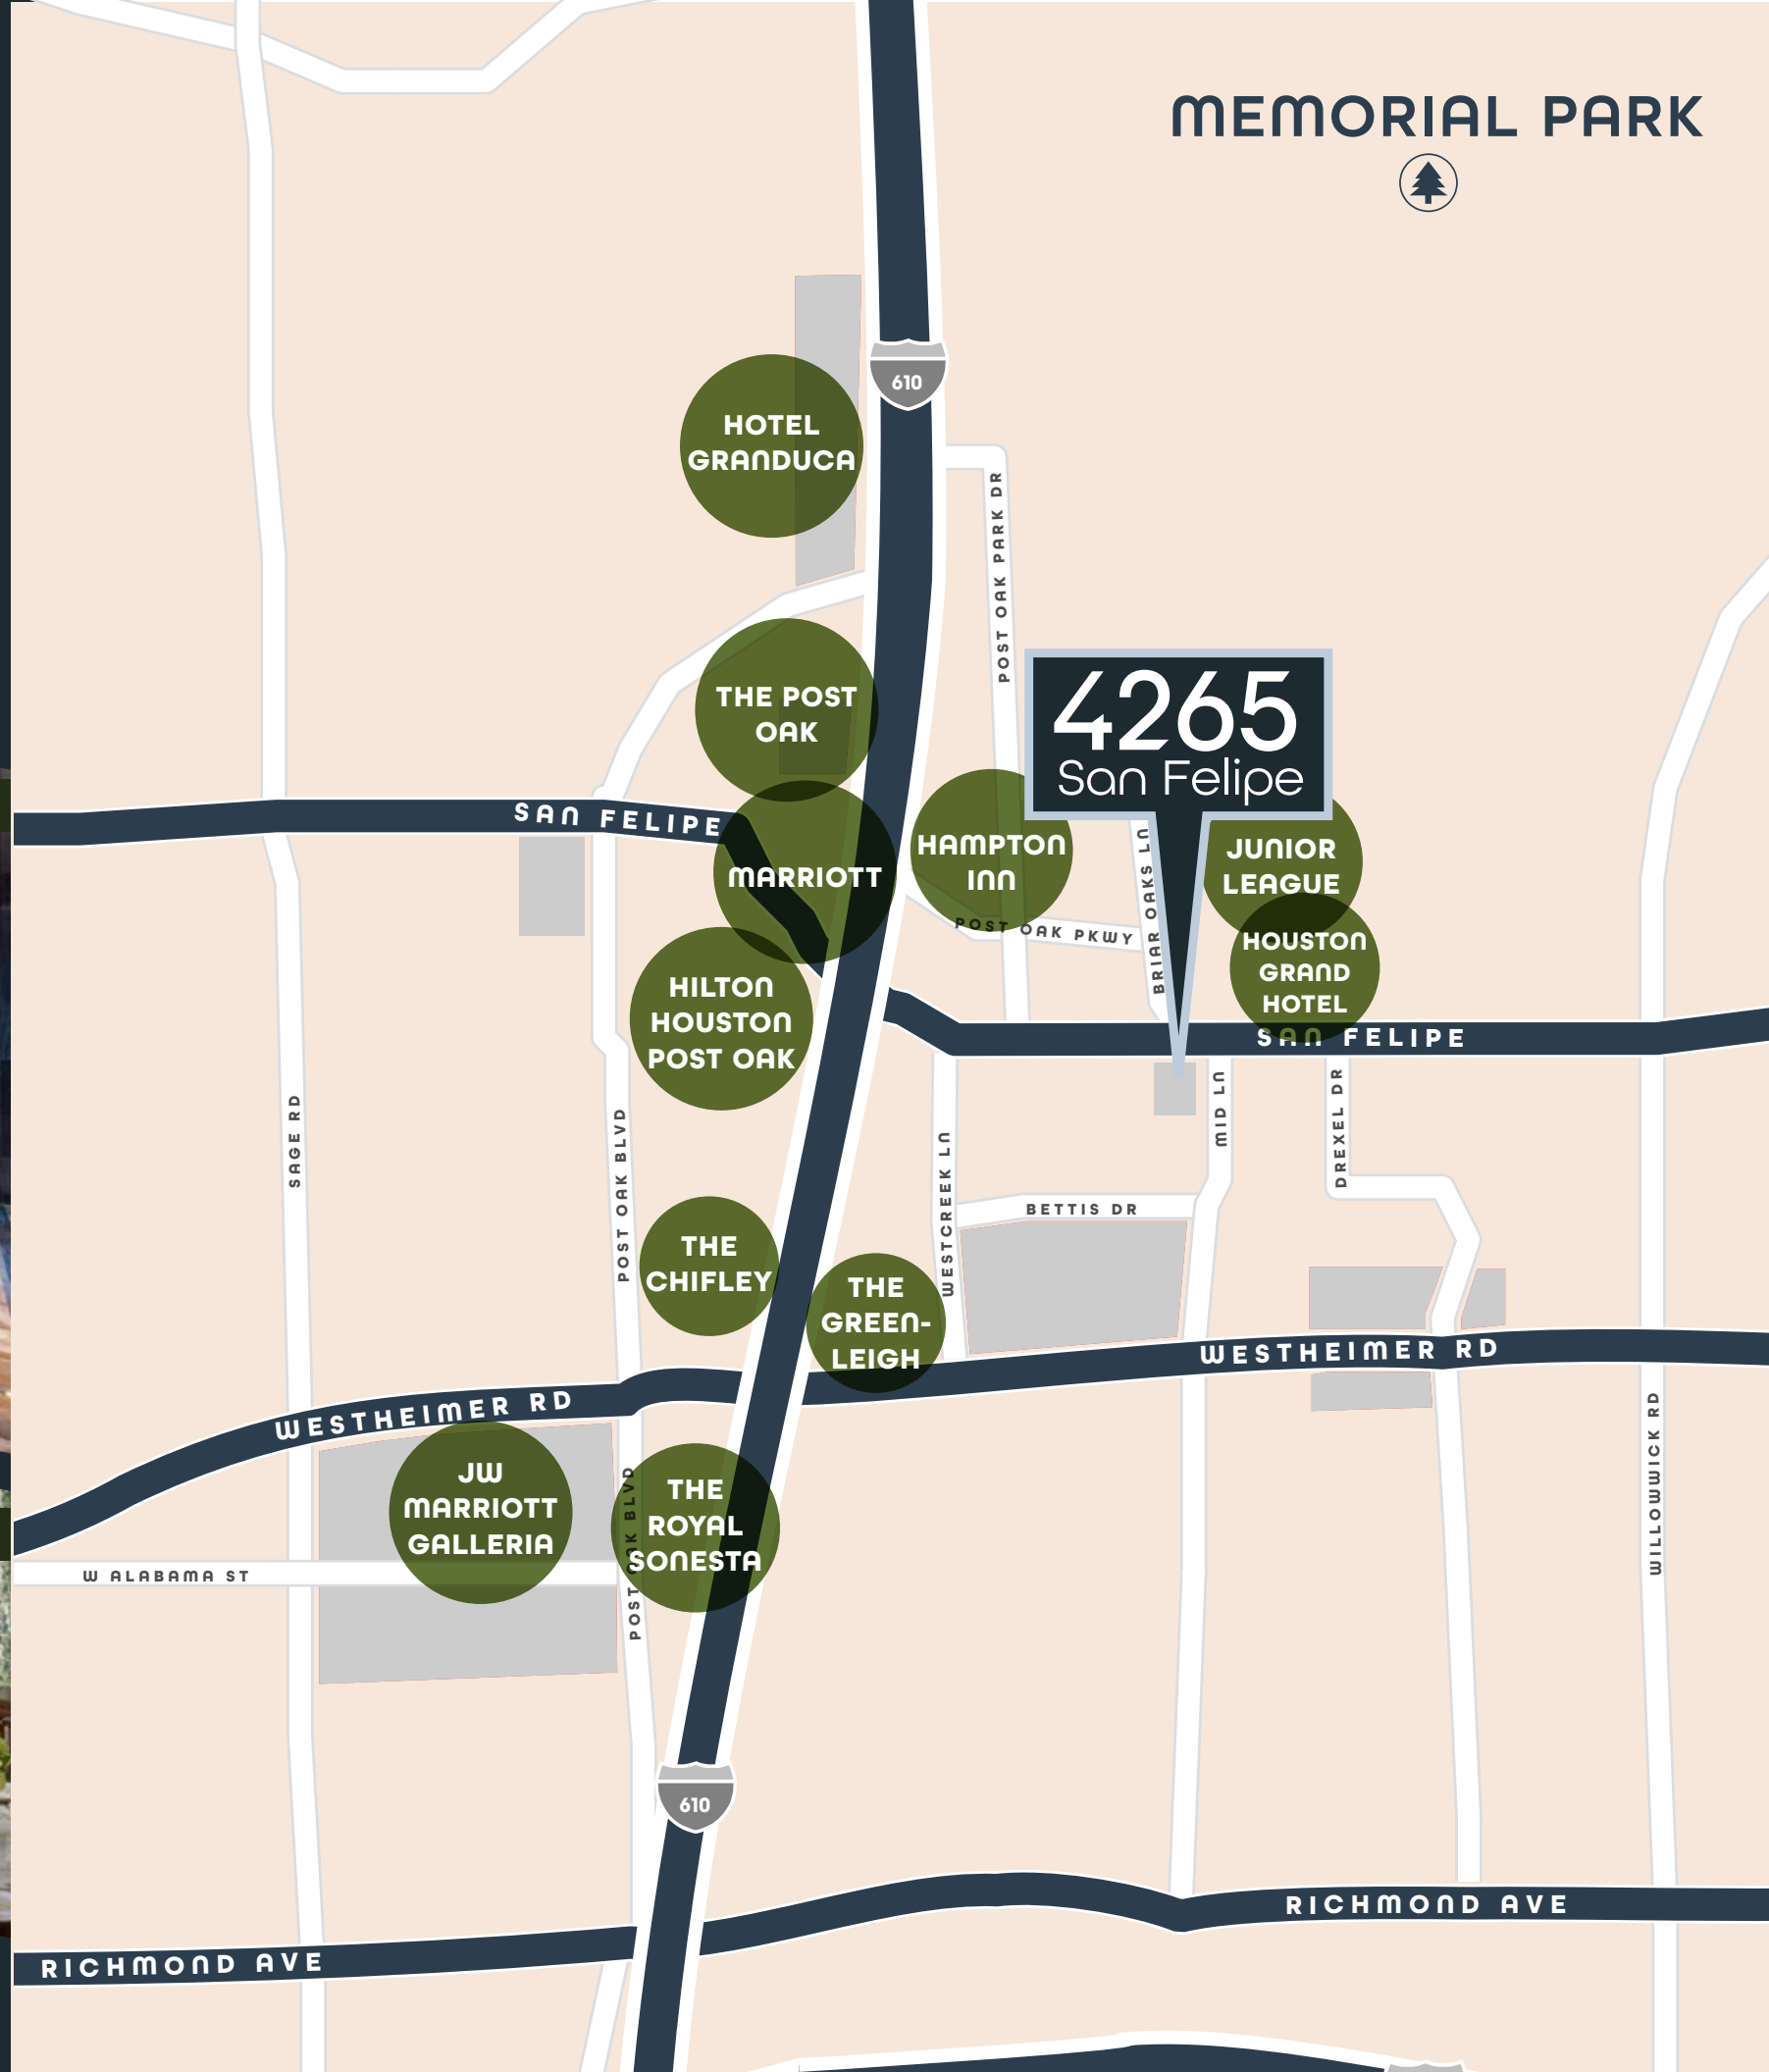 MEMORIAL PARK
610
HOTEL
GRANDUCA
POST OAK PARK DR
THE POST
OAK
4265
San Felipe
SAN FELIPE
MARRIOTT
HAMPTON
INN
BRIAR OAKS LN
JUNIOR
LEAGUE
POST OAK PKWY
HOUSTON
GRAND
HOTEL
HILTON
HOUSTON
POST OAK
SAN FELIPE
SAGE RD
POST OAK BLVD
WESTCREEK LN
MID LN
DREXEL DR
BETTIS DR
THE
CHIFLEY
THE
GREEN-
LEIGH
WESTHEIMER RD
WESTHEIMER RD
JW
MARRIOTT
GALLERIA
POST OAK BLVD
THE
ROYAL
SONESTA
WILLOWWICK RD
W ALABAMA ST
610
RICHMOND AVE
RICHMOND AVE